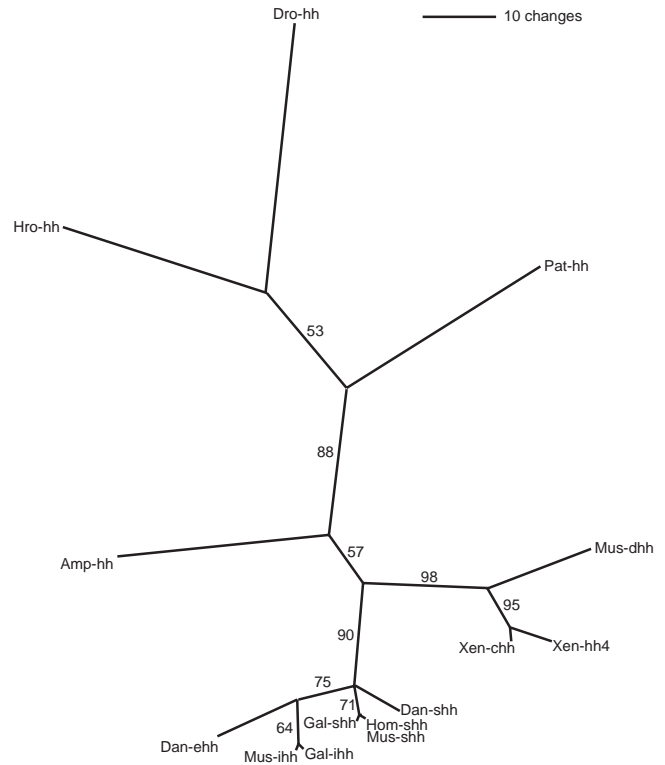 Dro-hh
10 changes
Hro-hh
Pat-hh
53
88
Amp-hh
57
Mus-dhh
98
95
90
Xen-chh
Xen-hh4
75
71
Dan-shh
Gal-shh
Hom-shh
Mus-shh
64
Dan-ehh
Mus-ihh
Gal-ihh